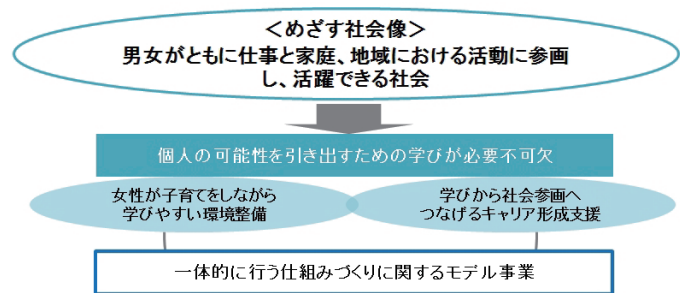 ＜めざす社会像＞
男女がともに仕事と家庭、地域における活動に参画
し、活躍できる社会
個人の可能性を引き出すための学びが必要不可欠
女性が子育てをしながら
学びやすい環境整備
学びから社会参画へ
つなげるキャリア形成支援
一体的に行う仕組みづくりに関するモデル事業